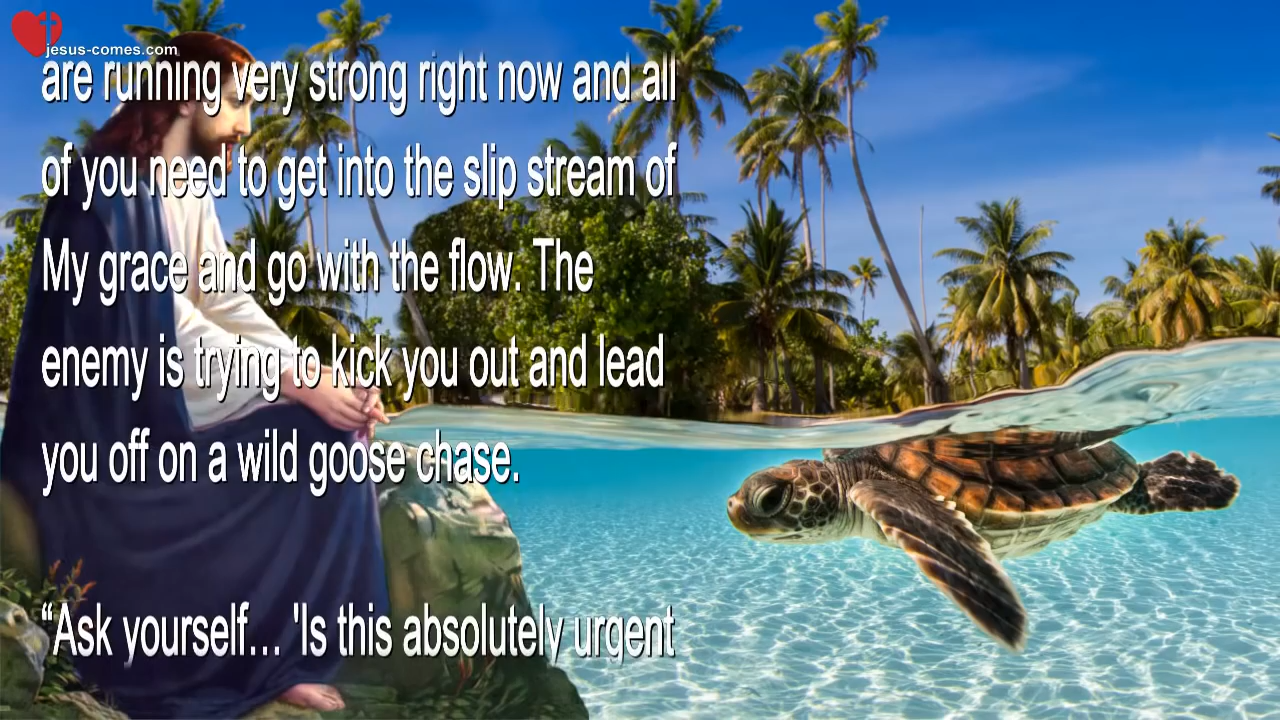 jesus-comes.com
are running very strong right now and all
of you need to get into the slip stream of
My grace and go with the flow. The
enemy is trying to kick you out and lead
you off on a wild goose chase.
“Ask yourself… 'Is this absolutely urgent